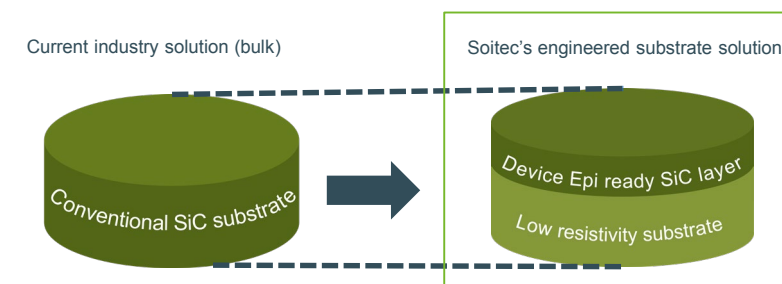 Current industry solution (bulk)
Soitec's engineered substrate solution
Conventional SiC substrate
Device Epi ready SiC layer
Low resistivity substrate